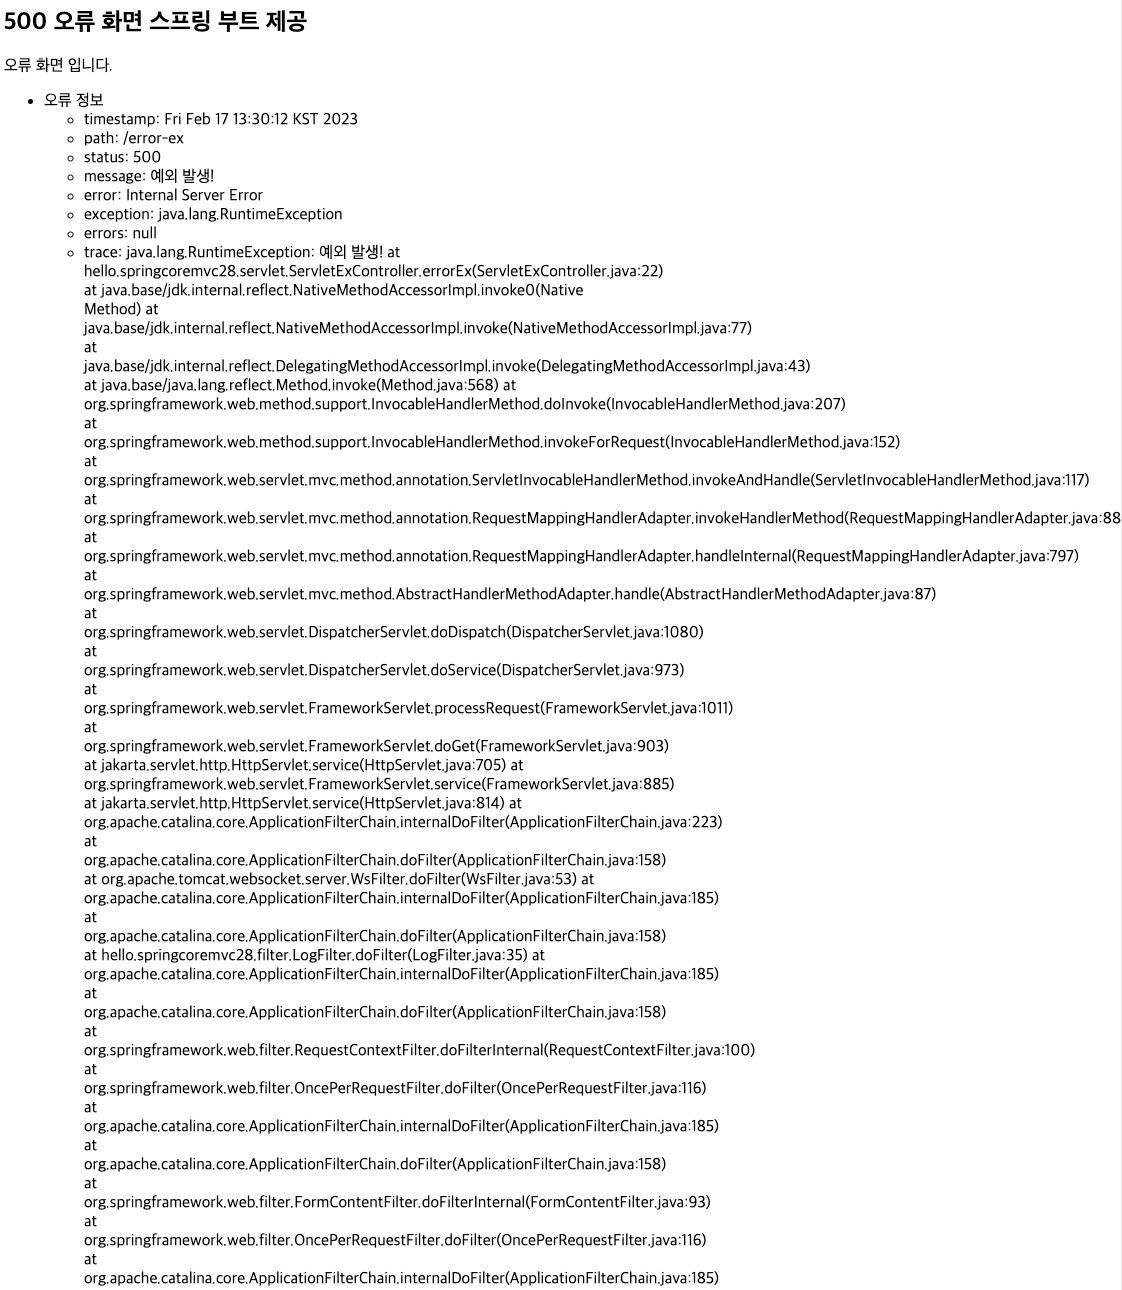 500 오류 화면 스프링 부트 제공
오류 화면 입니다.
오류 정보
timestamp: Fri Feb 17 13:30:12 KST 2023
path: /error-ex
status: 500
message: 예외 발생!
error: Internal Server Error
exception: java.lang.RuntimeException
errors: null
trace: java.lang.RuntimeException: 예외 발생! at
hello.springcoremvc28.servlet.ServletExController.errorEx(ServletExController.java:22)
at java.base/jdk.internal.reflect.NativeMethodAccessorImpl.invoke0(Native
Method) at
java.base/jdk.internal.reflect.NativeMethodAccessorImpl.invoke(NativeMethodAccessorImpl.java:77)
at
java.base/jdk.internal.reflect.DelegatingMethodAccessorImpl.invoke(DelegatingMethodAccessorImpl.java:43)
at java.base/java.lang.reflect.Method.invoke(Method.java:568) at
org.springframework.web.method.support.InvocableHandlerMethod.doInvoke(InvocableHandlerMethod.java:207)
at
org.springframework.web.method.support.InvocableHandlerMethod.invokeForRequest(InvocableHandlerMethod.java:152)
at
org.springframework.web.servlet.mvc.method.annotation.ServletInvocableHandlerMethod.invokeAndHandle(ServletInvocableHandlerMethod.java:117)
at
org.springframework.web.servlet.mvc.method.annotation.RequestMappingHandlerAdapter.invokeHandlerMethod(RequestMappingHandlerAdapter.java:88
at
org.springframework.web.servlet.mvc.method.annotation.RequestMappingHandlerAdapter.handleInternal(RequestMappingHandlerAdapter.java:797)
at
org.springframework.web.servlet.mvc.method.AbstractHandlerMethodAdapter.handle(AbstractHandlerMethodAdapter.java:87)
at
org.springframework.web.servlet.DispatcherServlet.doDispatch(DispatcherServlet.java:1080)
at
org.springframework.web.servlet.DispatcherServlet.doService(DispatcherServlet.java:973)
at
org.springframework.web.servlet.FrameworkServlet.processRequest(FrameworkServlet.java:1011)
at
org.springframework.web.servlet.FrameworkServlet.doGet(FrameworkServlet.java:903)
at jakarta.servlet.http.HttpServlet.service(HttpServlet.java:705) at
org.springframework.web.servlet.FrameworkServlet.service(FrameworkServlet.java:885)
at jakarta.servlet.http.HttpServlet.service(HttpServlet.java:814) at
org.apache.catalina.core.ApplicationFilterChain.internalDoFilter(ApplicationFilterChain.java:223)
at
org.apache.catalina.core.ApplicationFilterChain.doFilter(ApplicationFilterChain.java:158)
at org.apache.tomcat.websocket.server.WsFilter.doFilter(WsFilter.java:53) at
org.apache.catalina.core.ApplicationFilterChain.internalDoFilter(ApplicationFilterChain.java:185)
at
org.apache.catalina.core.ApplicationFilterChain.doFilter(ApplicationFilterChain.java:158)
at hello.springcoremvc28.filter.LogFilter.doFilter(LogFilter.java:35) at
org.apache.catalina.core.ApplicationFilterChain.internalDoFilter(ApplicationFilterChain.java:185)
at
org.apache.catalina.core.ApplicationFilterChain.doFilter(ApplicationFilterChain.java:158)
at
org.springframework.web.filter.RequestContextFilter.doFilterInternal(RequestContextFilter.java:100)
at
org.springframework.web.filter.OncePerRequestFilter.doFilter(OncePerRequestFilter.java:116)
at
org.apache.catalina.core.ApplicationFilterChain.internalDoFilter(ApplicationFilterChain.java:185)
at
org.apache.catalina.core.ApplicationFilterChain.doFilter(ApplicationFilterChain.java:158)
at
org.springframework.web.filter.FormContentFilter.doFilterInternal(FormContentFilter.java:93)
at
org.springframework.web.filter.OncePerRequestFilter.doFilter(OncePerRequestFilter.java:116)
at
org.apache.catalina.core.ApplicationFilterChain.internalDoFilter(ApplicationFilterChain.java:185)